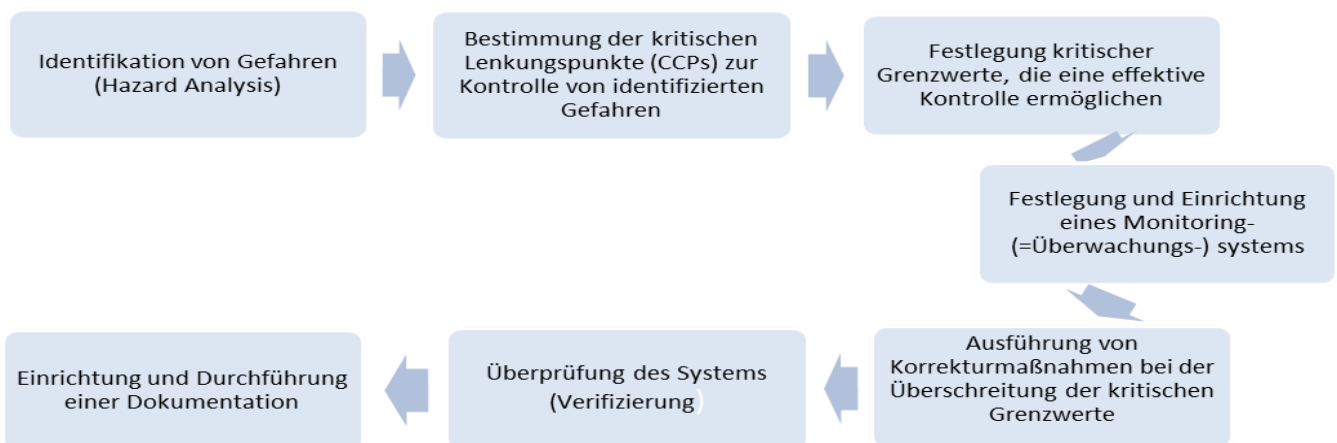 Identifikation von Gefahren
(Hazard Analysis)
Bestimmung der kritischen
Lenkungspunkte (CCPs) zur
Kontrolle von identifizierten
Gefahren
Festlegung kritischer
Grenzwerte, die eine effektive
Kontrolle ermöglichen
Festlegung und Einrichtung
eines Monitoring-
(=Überwachungs-) systems
Ausführung von
Korrekturmaßnahmen bei der
Überschreitung der kritischen
Grenzwerte
Überprüfung des Systems
(Verifizierung)
Einrichtung und Durchführung
einer Dokumentation